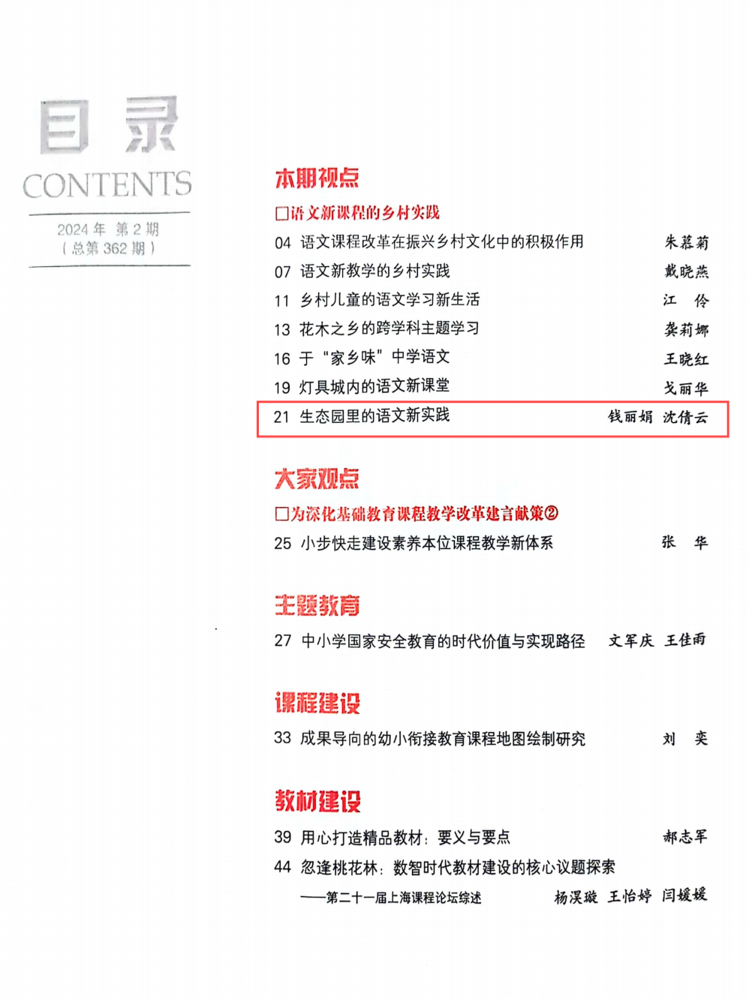 目录
CONTENTS
2024年 第2期
（总第362期）
本期视点
□语文新课程的乡村实践
04 语文课程改革在振兴乡村文化中的积极作用 朱慕菊
07 语文新教学的乡村实践 戴晓燕
11 乡村儿童的语文学习新生活 江 伶
13 花木之乡的跨学科主题学习 龚莉娜
16 于“家乡味”中学语文 王晓红
19 灯具城内的语文新课堂 戈丽华
21 生态园里的语文新实践 钱丽娟 沈倩云
大家观点
□为深化基础教育课程教学改革建言献策②
25 小步快走建设素养本位课程教学新体系 张 华
主题教育
27 中小学国家安全教育的时代价值与实现路径 文军庆 王佳雨
课程建设
33 成果导向的幼小衔接教育课程地图绘制研究 刘 奕
教材建设
39 用心打造精品教材：要义与要点 郝志军
44 忽逢桃花林：数智时代教材建设的核心议题探索
——第二十一届上海课程论坛综述 杨淏璇 王怡婷 闫媛媛